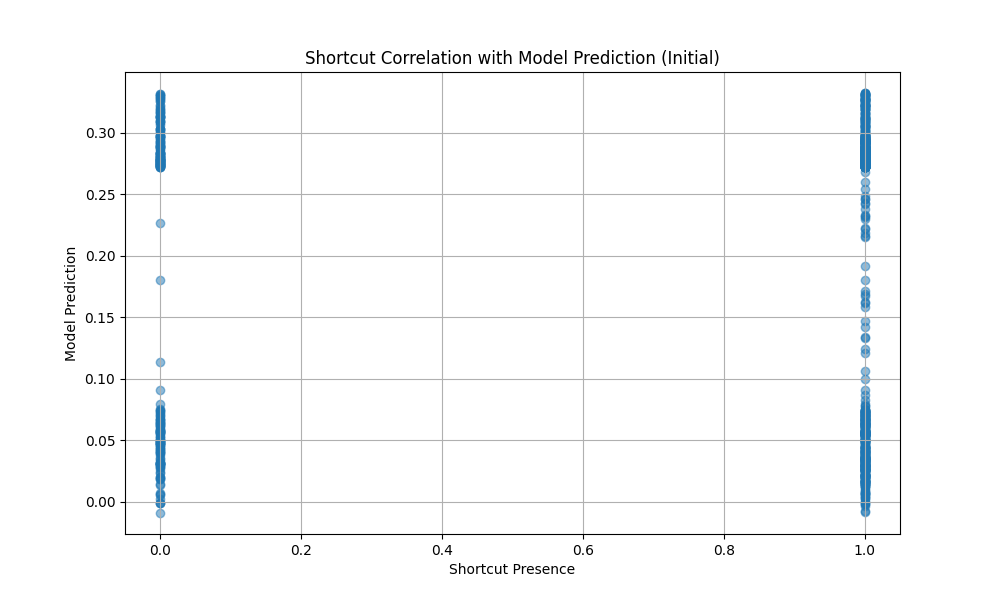 Shortcut Correlation with Model Prediction (Initial)
Model Prediction
0.30
0.25
0.20
0.15
0.10
0.05
0.00
0.0 0.2 0.4 0.6 0.8 1.0
Shortcut Presence